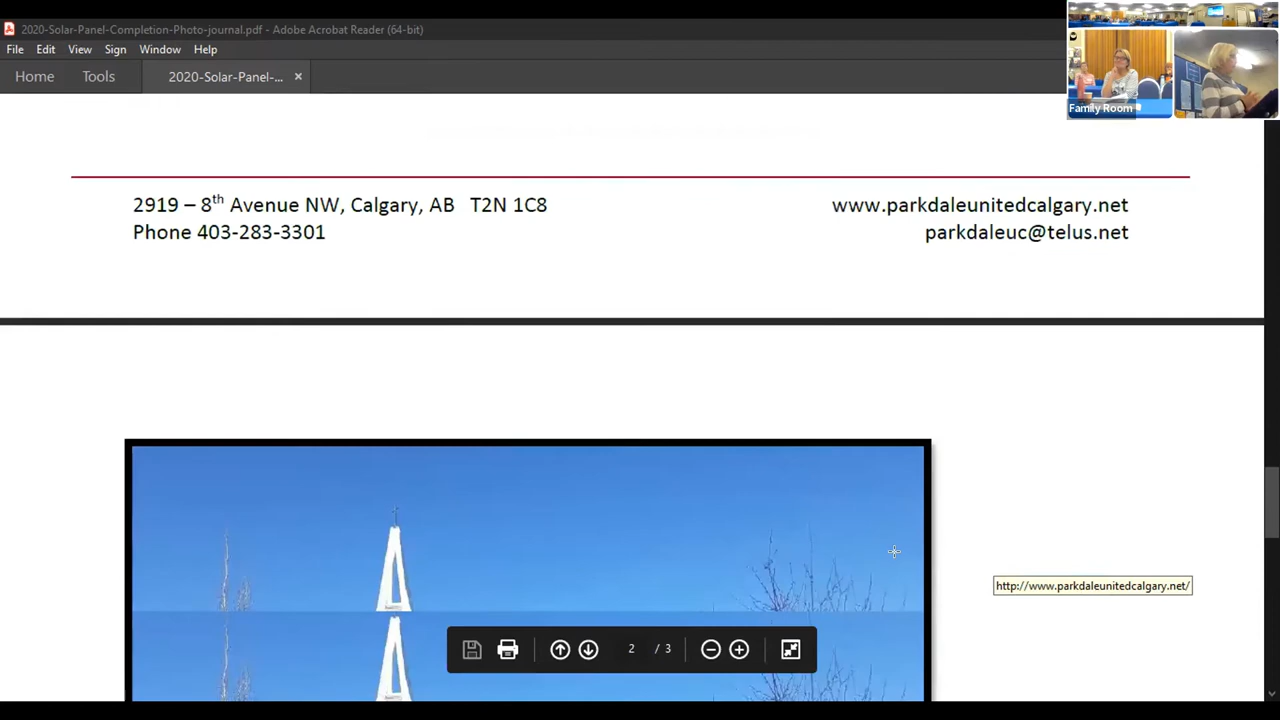 2020-Solar-Panel-Completion-Photo-journal.pdf - Adobe Acrobat Reader (64-bit)
File Edit View Sign Window Help
Home Tools 2020-Solar-Panel-... ×
Family Room
2919 – 8th Avenue NW, Calgary, AB T2N 1C8
www.parkdaleunitedcalgary.net
Phone 403-283-3301
parkdaleuc@telus.net
http://www.parkdaleunitedcalgary.net/
2 / 3